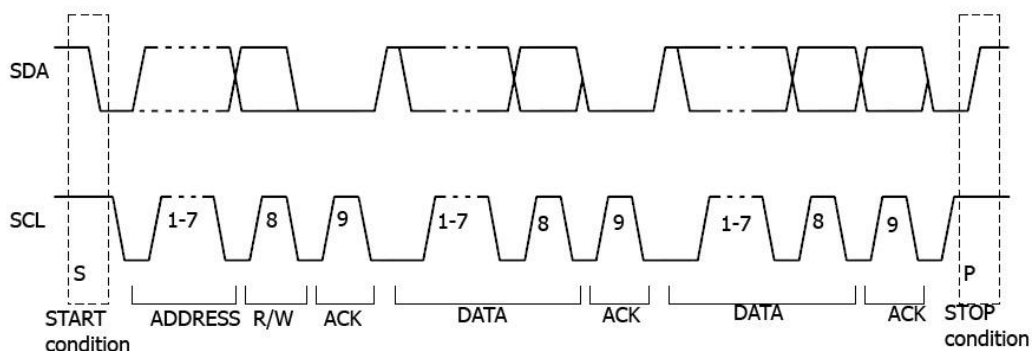 SDA
SCL
1-7 8 9 1-7 8 9 1-7 8 9
S P
START condition
ADDRESS R/W ACK DATA ACK DATA ACK
STOP condition